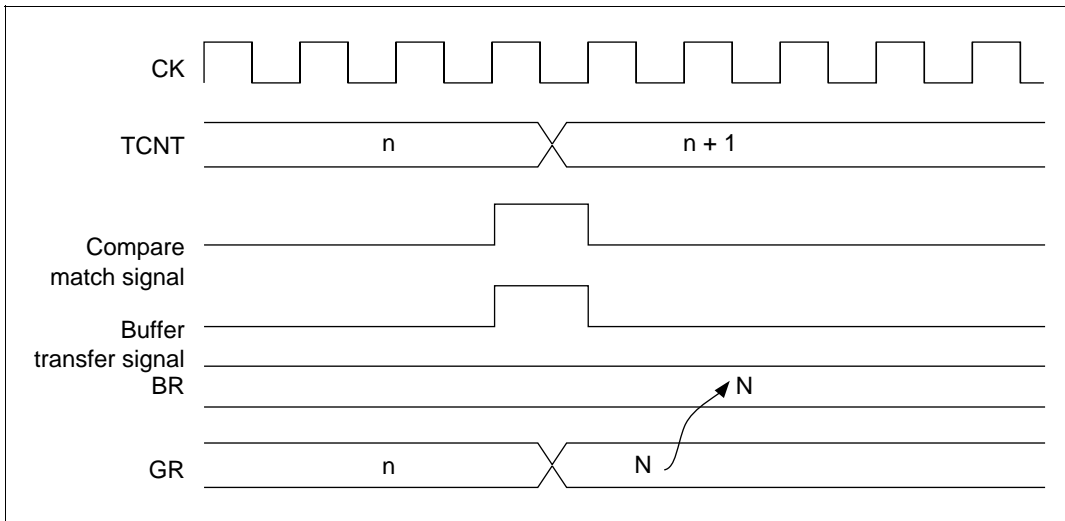 CK
TCNT n n + 1
Compare
match signal
Buffer
transfer signal
BR N
GR n N